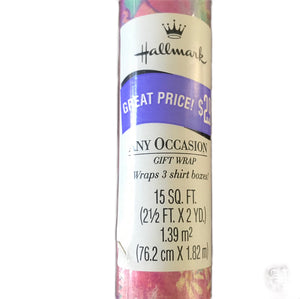 Hallmark
GREAT PRICE!
ANY OCCASION
GIFT WRAP
Wraps 3 shirt boxes!
15 SQ. FT.
(2½ FT. X 2 YD.)
1.39 m²
(76.2 cm X 1.82 m)